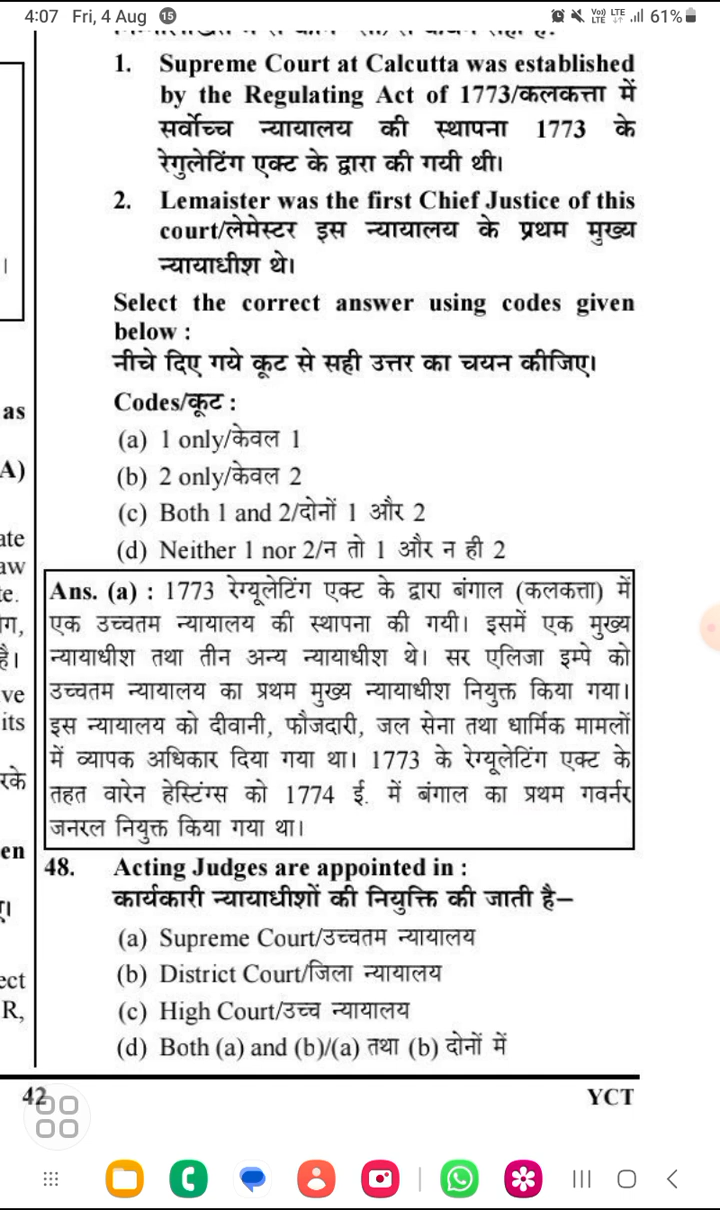 4:07 Fri, 4 Aug 15
Vo)) LTE LTE 61%
1. Supreme Court at Calcutta was established
by the Regulating Act of 1773/कलकत्ता में
सर्वोच्च न्यायालय की स्थापना 1773 के
रेगुलेटिंग एक्ट के द्वारा की गयी थी।
2. Lemaister was the first Chief Justice of this
court/लेमेस्टर इस न्यायालय के प्रथम मुख्य
न्यायाधीश थे।
Select the correct answer using codes given
below :
नीचे दिए गये कूट से सही उत्तर का चयन कीजिए।
Codes/कूट :
(a) 1 only/केवल 1
(b) 2 only/केवल 2
(c) Both 1 and 2/दोनों 1 और 2
(d) Neither 1 nor 2/न तो 1 और न ही 2
Ans. (a) : 1773 रेग्यूलेटिंग एक्ट के द्वारा बंगाल (कलकत्ता) में
एक उच्चतम न्यायालय की स्थापना की गयी। इसमें एक मुख्य
न्यायाधीश तथा तीन अन्य न्यायाधीश थे। सर एलिजा इम्पे को
उच्चतम न्यायालय का प्रथम मुख्य न्यायाधीश नियुक्त किया गया।
इस न्यायालय को दीवानी, फौजदारी, जल सेना तथा धार्मिक मामलों
में व्यापक अधिकार दिया गया था। 1773 के रेग्यूलेटिंग एक्ट के
तहत वारेन हेस्टिंग्स को 1774 ई. में बंगाल का प्रथम गवर्नर
जनरल नियुक्त किया गया था।
48. Acting Judges are appointed in :
कार्यकारी न्यायाधीशों की नियुक्ति की जाती है–
(a) Supreme Court/उच्चतम न्यायालय
(b) District Court/जिला न्यायालय
(c) High Court/उच्च न्यायालय
(d) Both (a) and (b)/(a) तथा (b) दोनों में
42
YCT